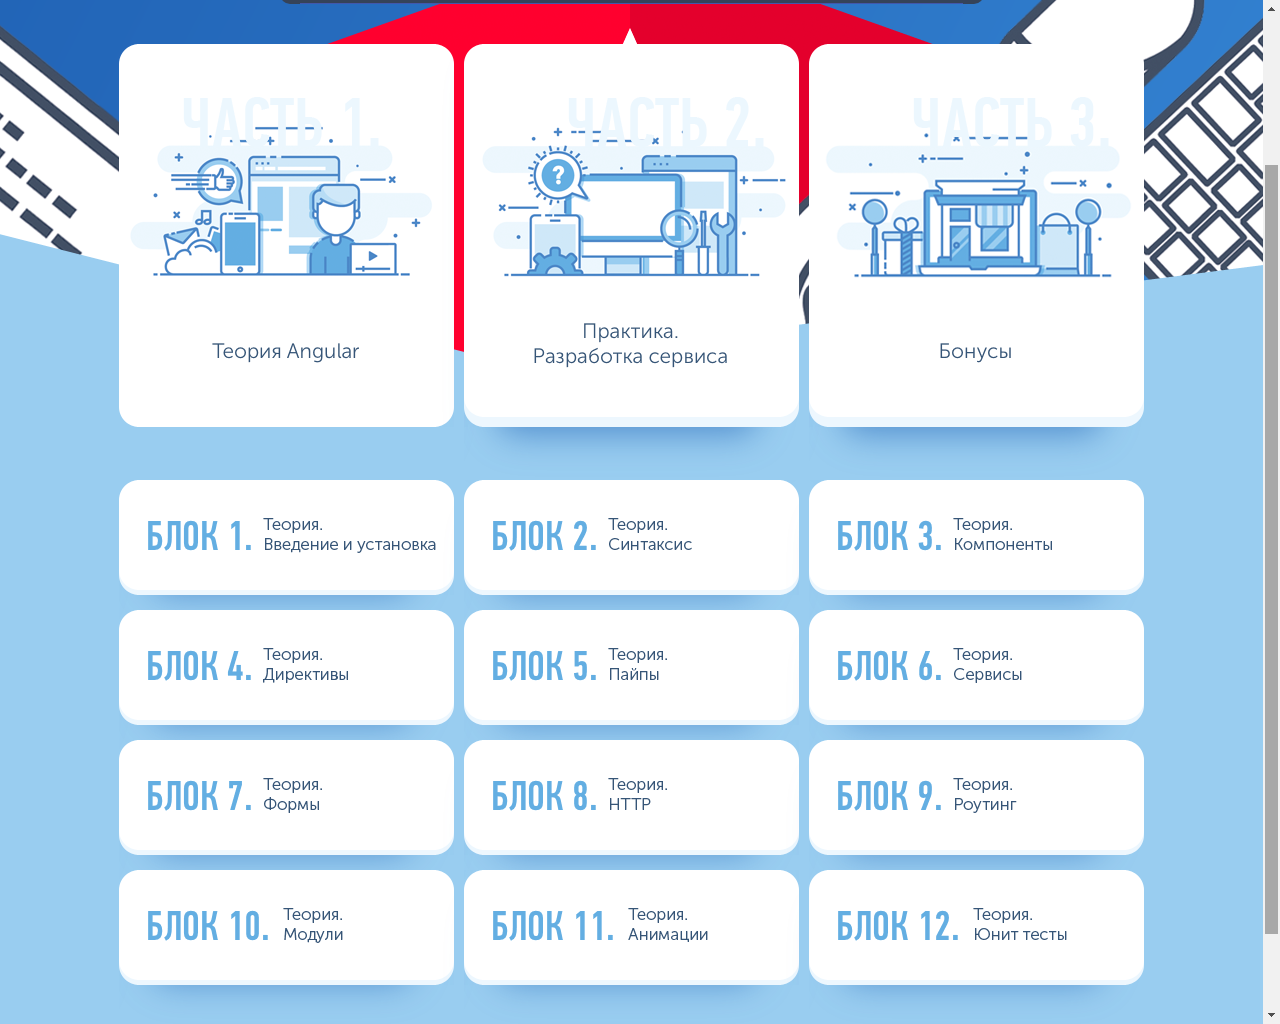 ЧАСТЬ 1.
Теория Angular
ЧАСТЬ 2.
?
Практика.
Разработка сервиса
ЧАСТЬ 3.
Бонусы
БЛОК 1.
Теория.
Введение и установка
БЛОК 2.
Теория.
Синтаксис
БЛОК 3.
Теория.
Компоненты
БЛОК 4.
Теория.
Директивы
БЛОК 5.
Теория.
Пайпы
БЛОК 6.
Теория.
Сервисы
БЛОК 7.
Теория.
Формы
БЛОК 8.
Теория.
HTTP
БЛОК 9.
Теория.
Роутинг
БЛОК 10.
Теория.
Модули
БЛОК 11.
Теория.
Анимации
БЛОК 12.
Теория.
Юнит тесты